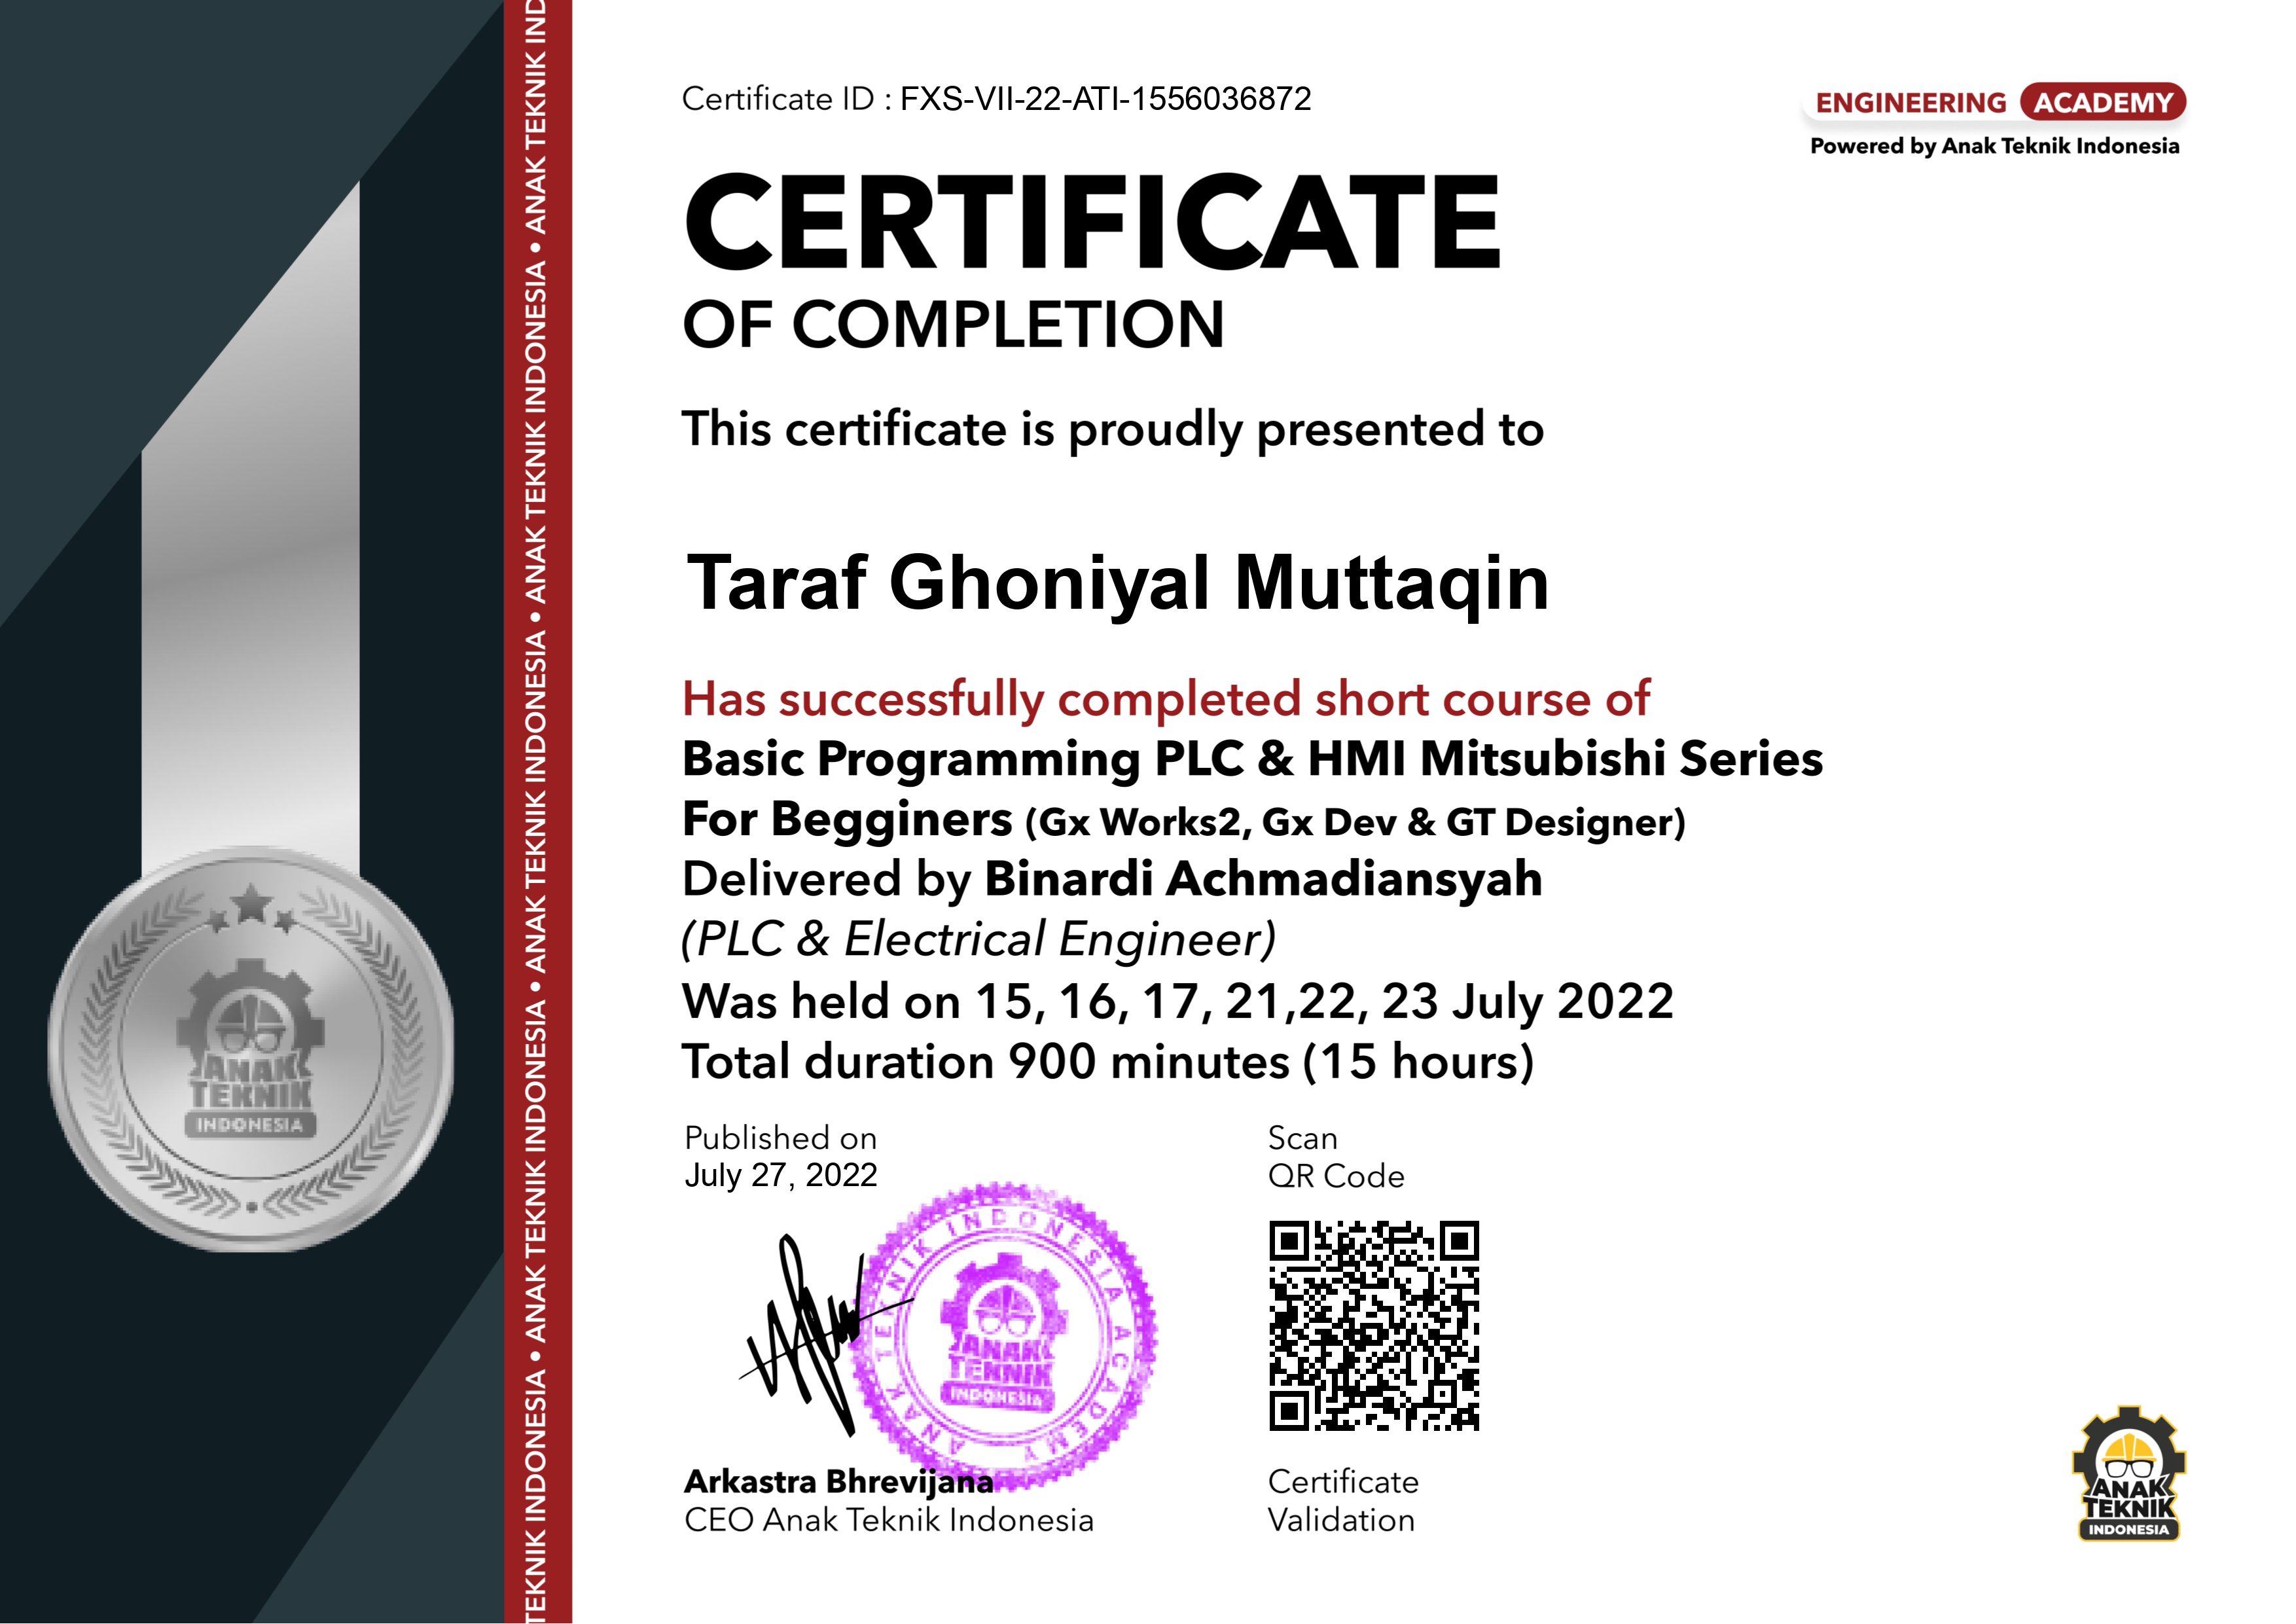 Certificate ID : FXS-VII-22-ATI-1556036872
ENGINEERING ACADEMY
Powered by Anak Teknik Indonesia
CERTIFICATE
OF COMPLETION
This certificate is proudly presented to
Taraf Ghoniyal Muttaqin
Has successfully completed short course of
Basic Programming PLC & HMI Mitsubishi Series
For Begginers (Gx Works2, Gx Dev & GT Designer)
Delivered by Binardi Achmadiansyah
(PLC & Electrical Engineer)
Was held on 15, 16, 17, 21,22, 23 July 2022
Total duration 900 minutes (15 hours)
Published on
July 27, 2022
Scan
QR Code
ANAK TEKNIK INDONESIA ACADEMY
ANAK
TEKNIK
INDONESIA
Arkastra Bhrevijana
CEO Anak Teknik Indonesia
Certificate
Validation
ANAK
TEKNIK
INDONESIA
ANAK
TEKNIK
INDONESIA
TEKNIK INDONESIA • ANAK TEKNIK INDONESIA • ANAK TEKNIK INDONESIA • ANAK TEKNIK INDONESIA • ANAK TEKNIK INDONESIA • ANAK TEKNIK IND